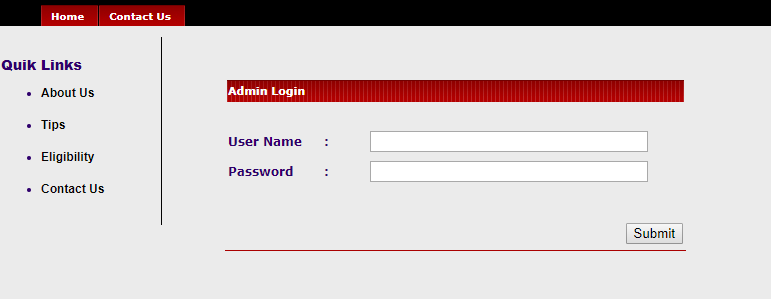 Home Contact Us
Quik Links
About Us
Tips
Eligibility
Contact Us
Admin Login
User Name :
Password :
Submit